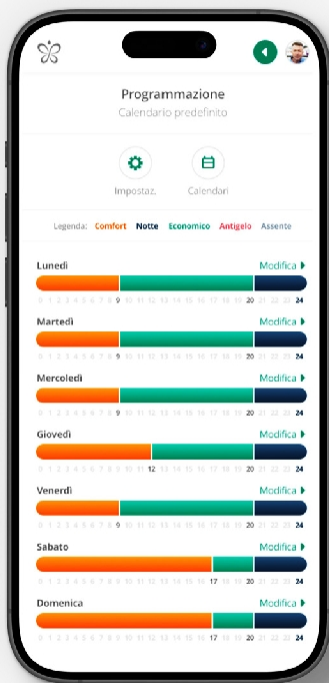 Programmazione
Calendario predefinito
Impostaz. Calendari
Legenda: Comfort Notte Economico Antigelo Assente
Lunedì Modifica
0 1 2 3 4 5 6 7 8 9 10 11 12 13 14 15 16 17 18 19 20 21 22 23 24
Martedì Modifica
0 1 2 3 4 5 6 7 8 9 10 11 12 13 14 15 16 17 18 19 20 21 22 23 24
Mercoledì Modifica
0 1 2 3 4 5 6 7 8 9 10 11 12 13 14 15 16 17 18 19 20 21 22 23 24
Giovedì Modifica
0 1 2 3 4 5 6 7 8 9 10 11 12 13 14 15 16 17 18 19 20 21 22 23 24
Venerdì Modifica
0 1 2 3 4 5 6 7 8 9 10 11 12 13 14 15 16 17 18 19 20 21 22 23 24
Sabato Modifica
0 1 2 3 4 5 6 7 8 9 10 11 12 13 14 15 16 17 18 19 20 21 22 23 24
Domenica Modifica
0 1 2 3 4 5 6 7 8 9 10 11 12 13 14 15 16 17 18 19 20 21 22 23 24